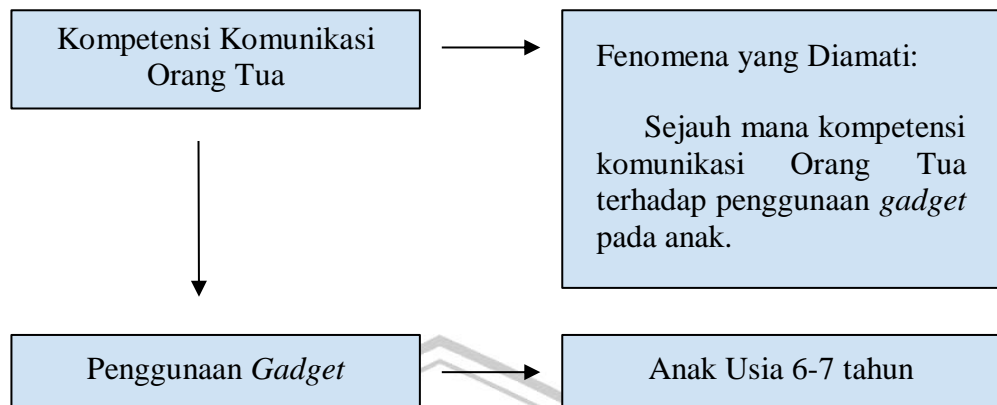 Kompetensi Komunikasi
Orang Tua
Fenomena yang Diamati:
Sejauh mana kompetensi
komunikasi Orang Tua
terhadap penggunaan gadget
pada anak.
Penggunaan Gadget
Anak Usia 6-7 tahun